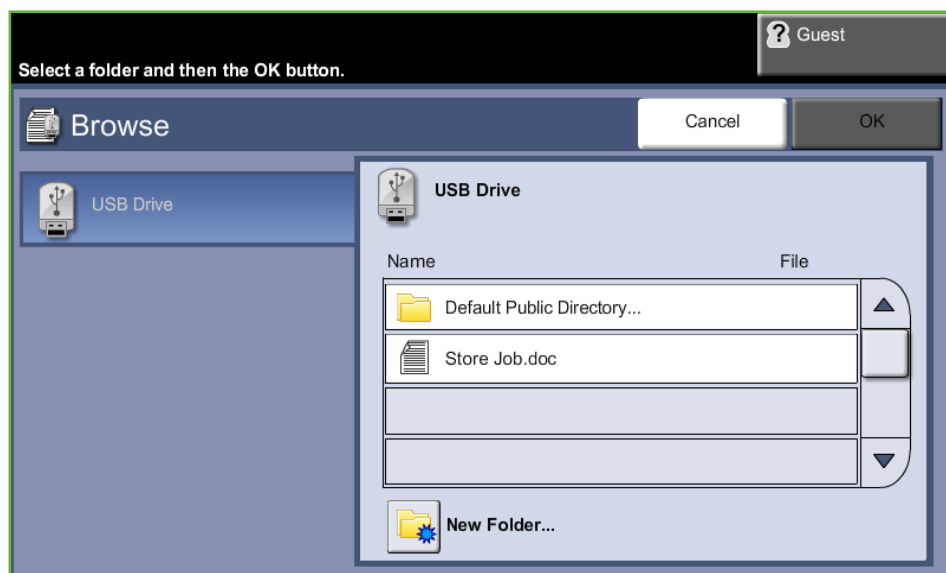 Guest
Select a folder and then the OK button.
Browse
Cancel
OK
USB Drive
USB Drive
Name
File
Default Public Directory...
Store Job.doc
New Folder...